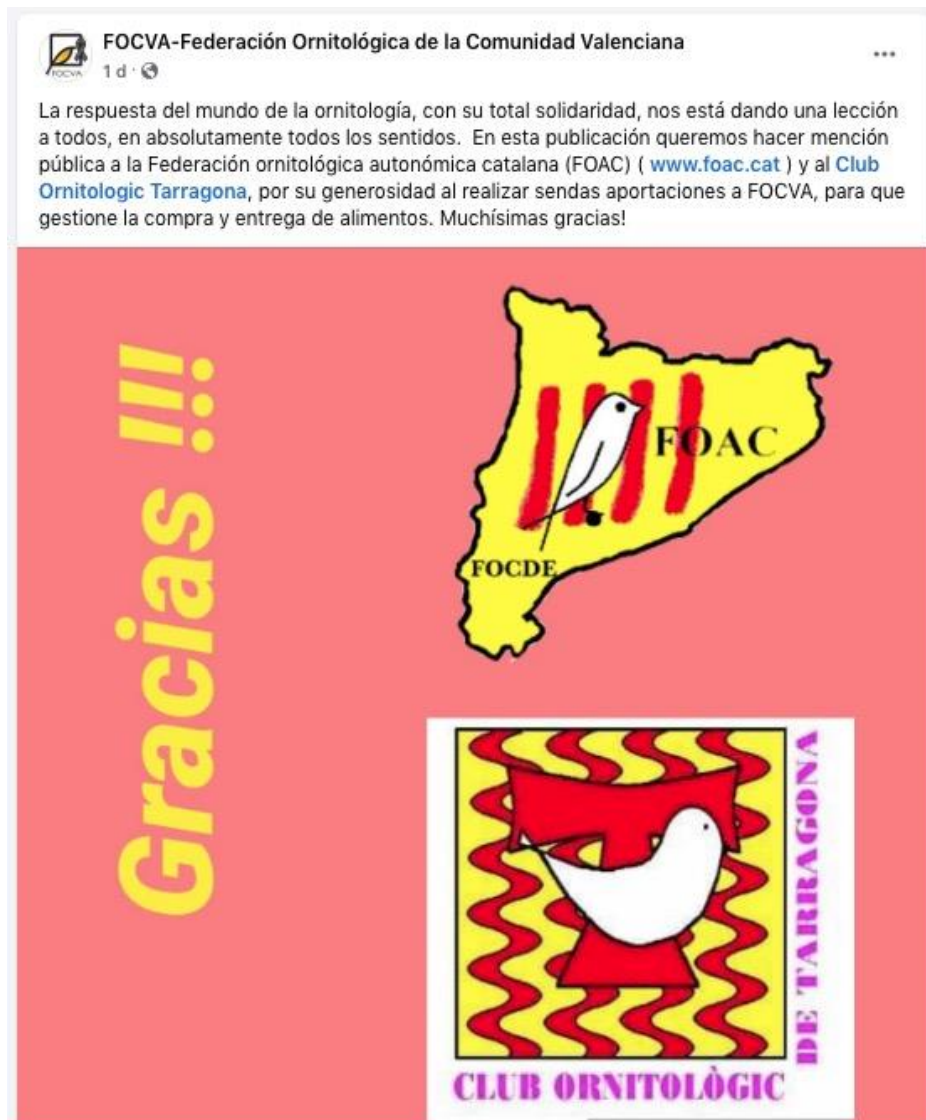 FOCVA-Federación Ornitológica de la Comunidad Valenciana
FOCVA
1 d ·
La respuesta del mundo de la ornitología, con su total solidaridad, nos está dando una lección
a todos, en absolutamente todos los sentidos. En esta publicación queremos hacer mención
pública a la Federación ornitológica autonómica catalana (FOAC) ( www.foac.cat ) y al Club
Ornitologic Tarragona, por su generosidad al realizar sendas aportaciones a FOCVA, para que
gestione la compra y entrega de alimentos. Muchísimas gracias!
Gracias !!!
FOAC
FOCDE
CLUB ORNITOLÒGIC
DE TARRAGONA